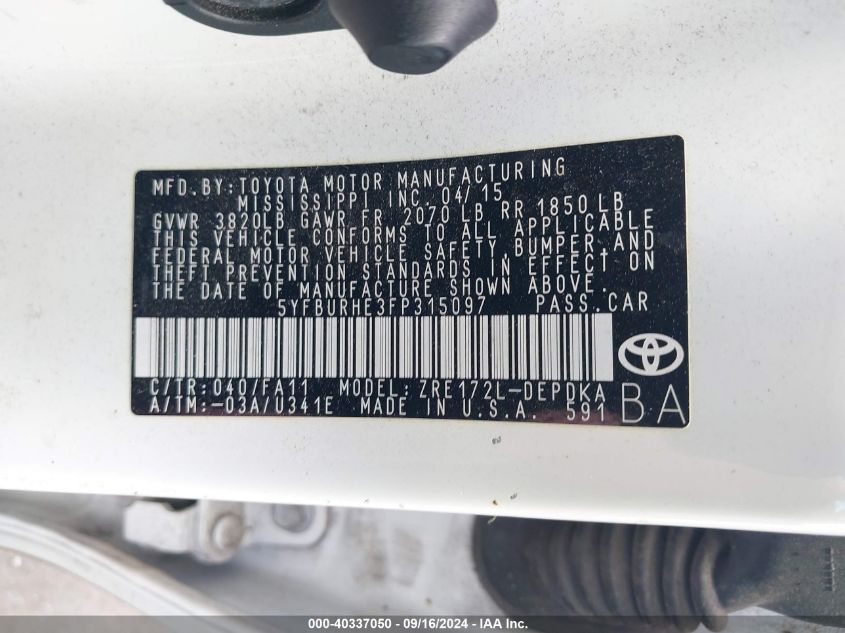 MFD. BY: TOYOTA MOTOR MANUFACTURING
MISSISSIPPI INC. 04/15
GVWR 3820LB GAWR FR 2070 LB RR 1850 LB
THIS VEHICLE CONFORMS TO ALL APPLICABLE
FEDERAL MOTOR VEHICLE SAFETY, BUMPER, AND
THEFT PREVENTION STANDARDS IN EFFECT ON
THE DATE OF MANUFACTURE SHOWN ABOVE.
5YFBURHE3FP315097 PASS. CAR
C/TR: 040/FA11 MODEL: ZRE172L-DEPDKA
A/TM: -03A/0341E MADE IN U.S.A. 591
BA
000-40337050 - 09/16/2024 - IAA Inc.